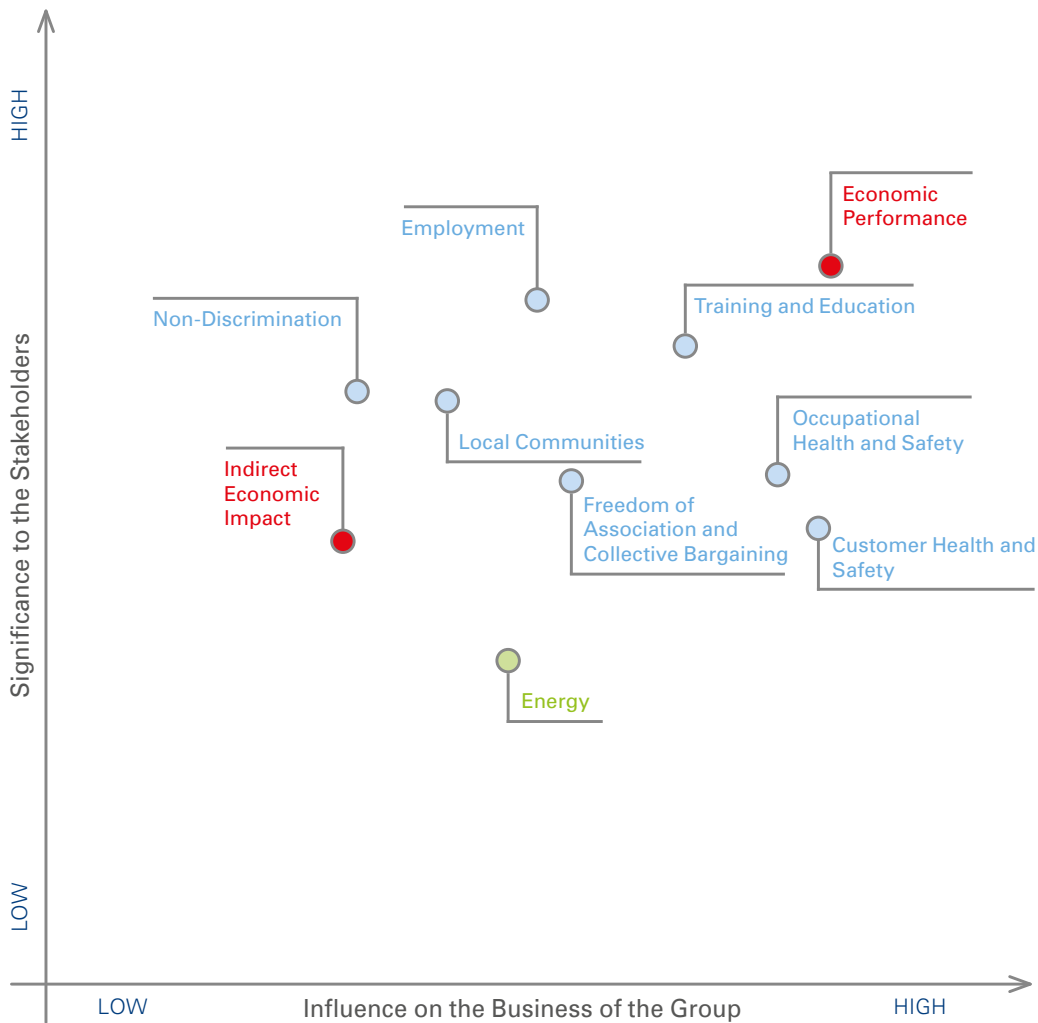 HIGH
Significance to the Stakeholders
LOW
Economic
Performance
Employment
Training and Education
Non-Discrimination
Occupational
Health and Safety
Local Communities
Indirect
Economic
Impact
Freedom of
Association and
Collective Bargaining
Customer Health and
Safety
Energy
LOW
Influence on the Business of the Group
HIGH